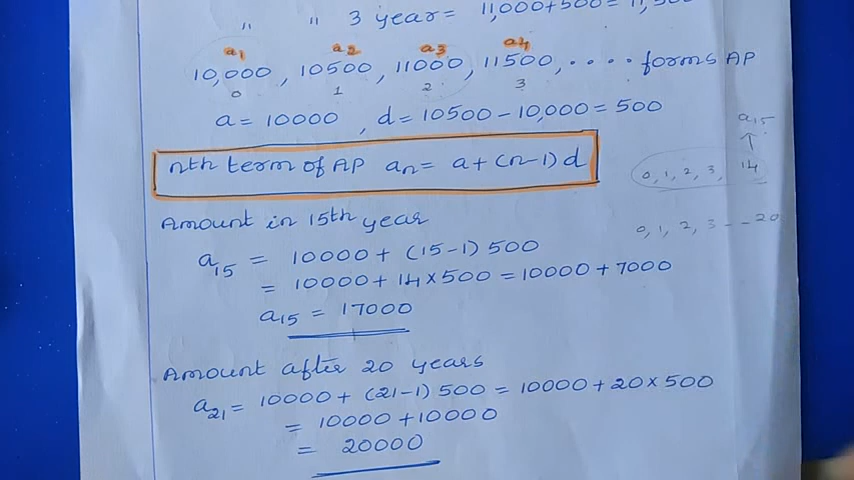 " " 3 year = 11,000+500 = 11,500
a1 a2 a3 a4
10,000, 10500, 11000, 11500, .... forms AP
0 1 2 3
a = 10000, d = 10500 - 10,000 = 500
a15
↑
nth term of AP an = a + (n-1) d
0, 1, 2, 3, 14
Amount in 15th year
0, 1, 2, 3 - - 20
a15 = 10000 + (15-1) 500
= 10000 + 14 × 500 = 10000 + 7000
a15 = 17000
Amount after 20 years
a21 = 10000 + (21-1) 500 = 10000 + 20 × 500
= 10000 + 10000
= 20000